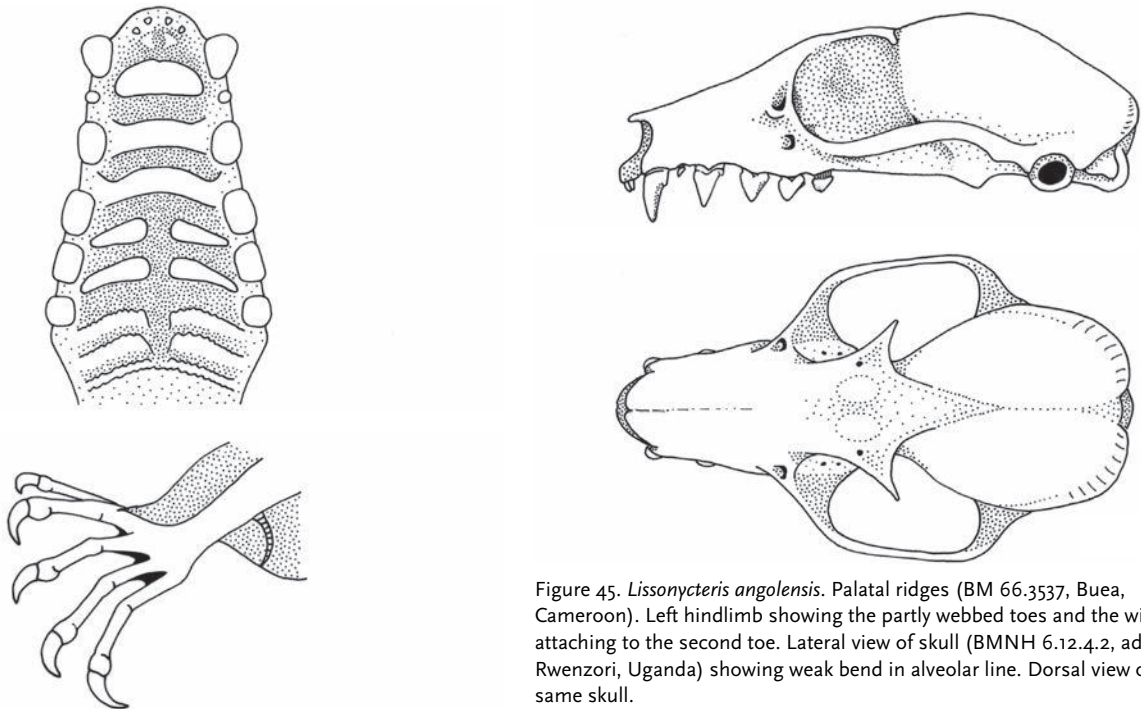 Figure 45. Lissonycteris angolensis. Palatal ridges (BM 66.3537, Buea,
Cameroon). Left hindlimb showing the partly webbed toes and the
attaching to the second toe. Lateral view of skull (BMNH 6.12.4.2,
Rwenzori, Uganda) showing weak bend in alveolar line. Dorsal view
same skull.